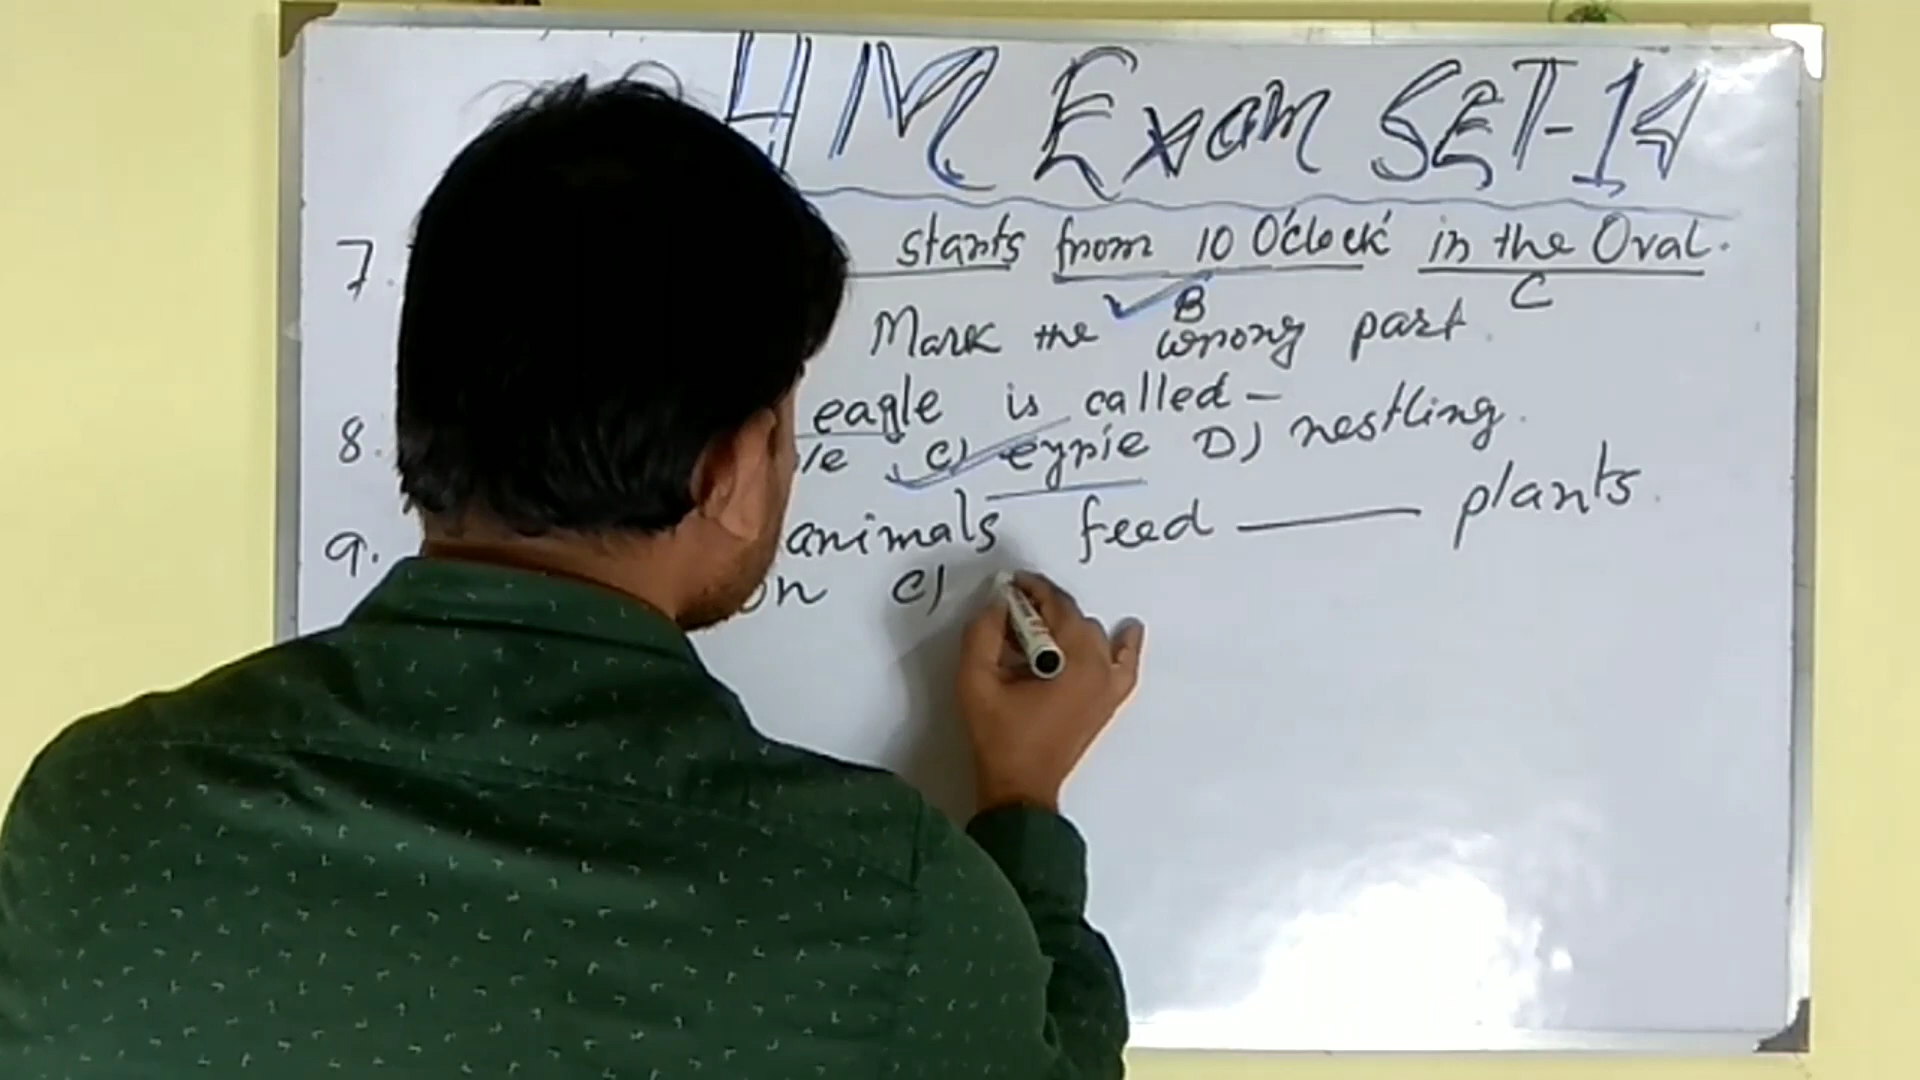 HM Exam SET-14
7. starts from 10 O'clock in the Oval.
B C
Mark the wrong part.
8. eagle is called-
C) eyrie D) nestling.
9. animals feed ——— plants.
on C)